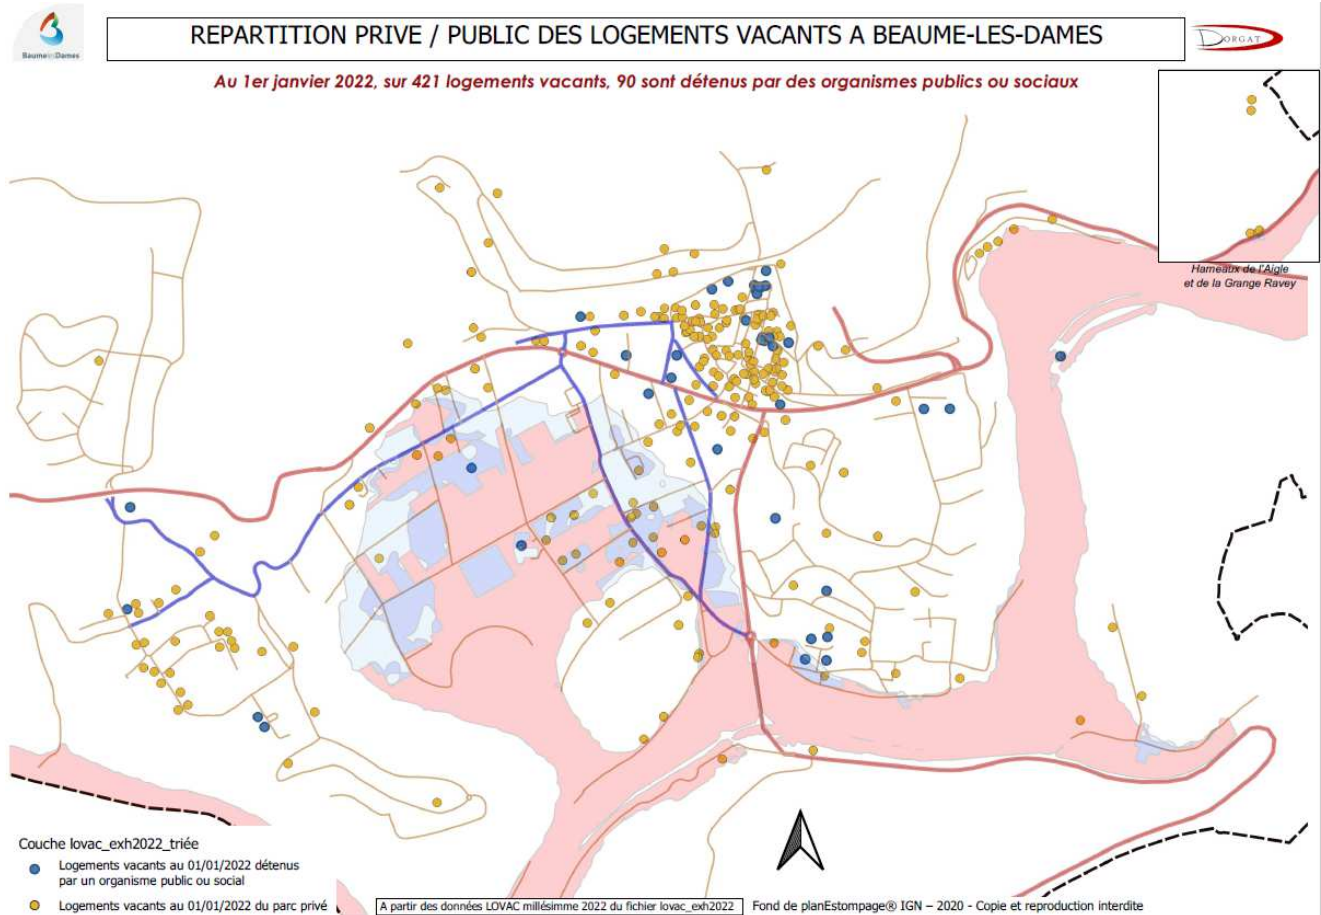 Baume les Dames
REPARTITION PRIVE / PUBLIC DES LOGEMENTS VACANTS A BEAUME-LES-DAMES
DORGAT
Au 1er janvier 2022, sur 421 logements vacants, 90 sont détenus par des organismes publics ou sociaux
Hameaux de l'Aigle
et de la Grange Ravey
Couche lovac_exh2022_triée
Logements vacants au 01/01/2022 détenus
par un organisme public ou social
Logements vacants au 01/01/2022 du parc privé
A partir des données LOVAC millésimme 2022 du fichier lovac_exh2022
Fond de planEstompage® IGN – 2020 - Copie et reproduction interdite